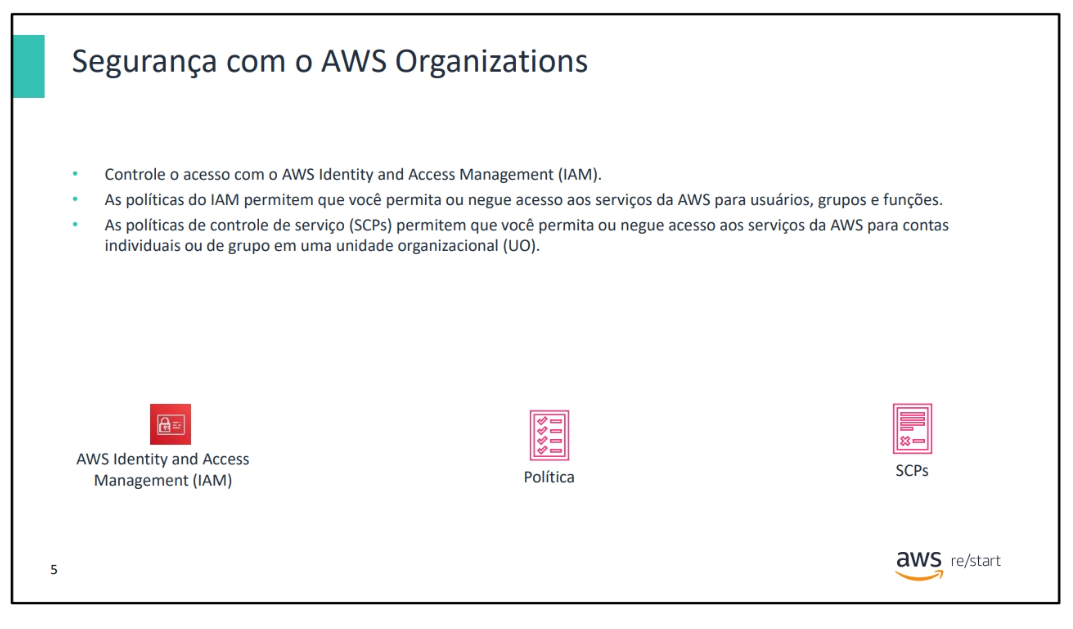 Segurança com o AWS Organizations
• Controle o acesso com o AWS Identity and Access Management (IAM).
• As políticas do IAM permitem que você permita ou negue acesso aos serviços da AWS para usuários, grupos e funções.
• As políticas de controle de serviço (SCPs) permitem que você permita ou negue acesso aos serviços da AWS para contas
individuais ou de grupo em uma unidade organizacional (UO).
AWS Identity and Access
Management (IAM)
Política
SCPs
5
aws re/start